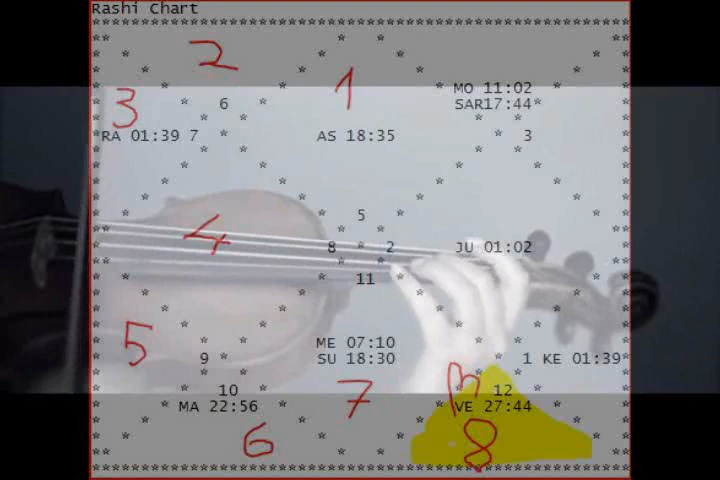 Rashi Chart
2
1
MO 11:02
3
6
SAR17:44
RA 01:39 7
AS 18:35
3
5
4
8
2
JU 01:02
11
5
ME 07:10
9
SU 18:30
1 KE 01:39
10
12
MA 22:56
7
VE 27:44
6
8